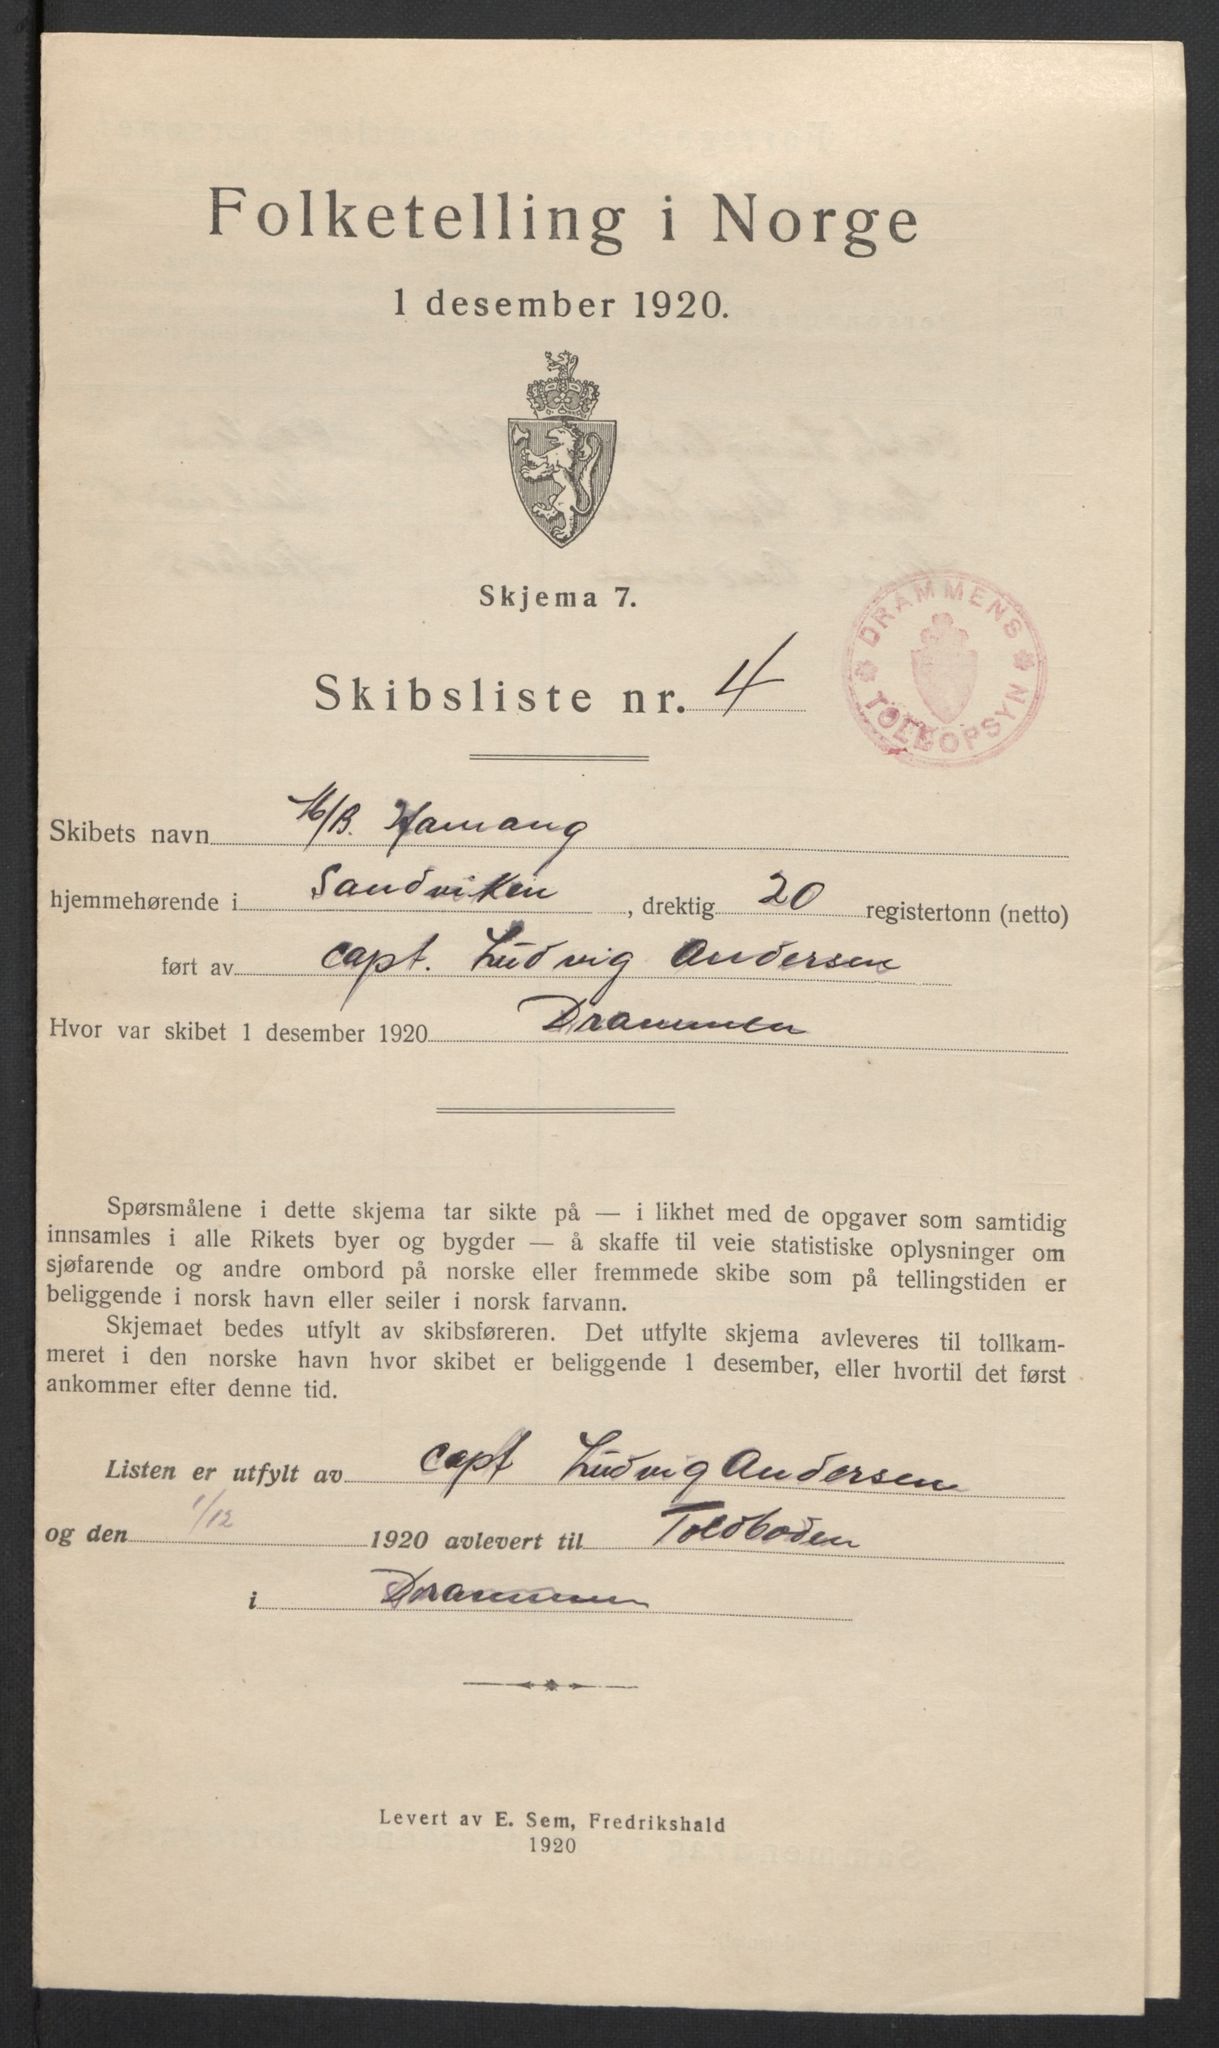 Folketelling i Norge
1 desember 1920.
Skjema 7.
DRAMMENS TOLDOPSYN
Skibsliste nr. 4
Skibets navn M/B. Hamang
hjemmehørende i Sandviken, drektig 20 registertonn (netto)
ført av capt. Ludvig Andersen
Hvor var skibet 1 desember 1920 Drammen
Spørsmålene i dette skjema tar sikte på — i likhet med de opgaver som samtidig
innsamles i alle Rikets byer og bygder — å skaffe til veie statistiske oplysninger om
sjøfarende og andre ombord på norske eller fremmede skibe som på tellingstiden er
beliggende i norsk havn eller seiler i norsk farvann.
Skjemaet bedes utfylt av skibsføreren. Det utfylte skjema avleveres til tollkam-
meret i den norske havn hvor skibet er beliggende 1 desember, eller hvortil det først
ankommer efter denne tid.
Listen er utfylt av capt Ludvig Andersen
og den 1/12 1920 avlevert til Toldboden
i Drammen
Levert av E. Sem, Fredrikshald
1920